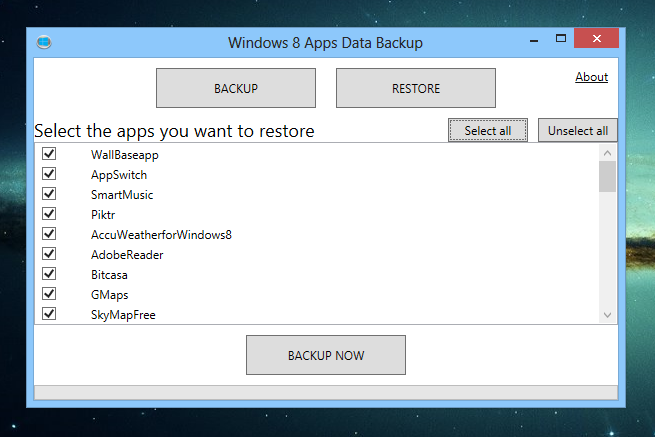 Windows 8 Apps Data Backup
BACKUP
RESTORE
About
Select the apps you want to restore
Select all
Unselect all
WallBaseapp
AppSwitch
SmartMusic
Piktr
AccuWeatherforWindows8
AdobeReader
Bitcasa
GMaps
SkyMapFree
BACKUP NOW